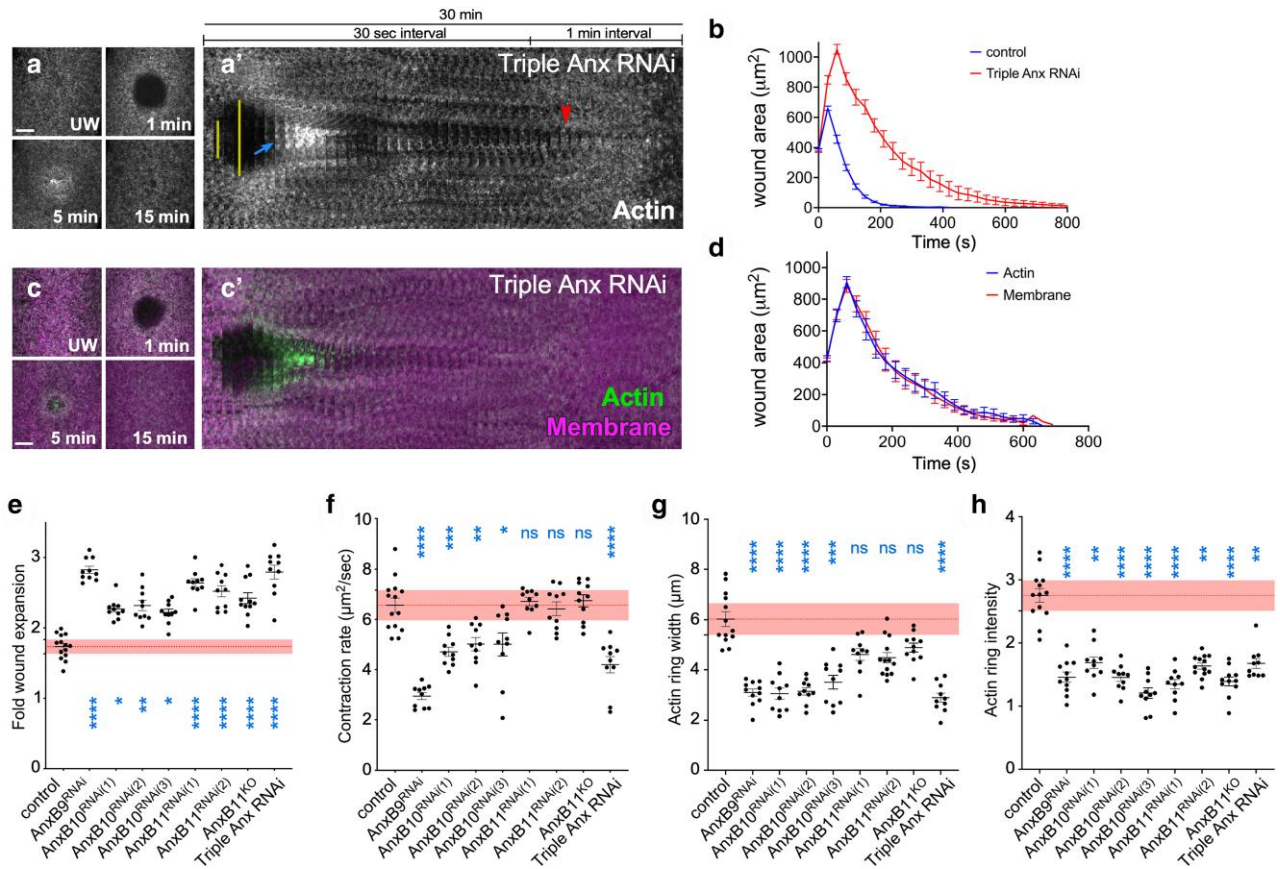 30 min
30 sec interval 1 min interval
a
UW
1 min
5 min
15 min
a'
Triple Anx RNAi
Actin
b
wound area (μm²)
1000
800
600
400
200
0
0 200 400 600 800
Time (s)
control
Triple Anx RNAi
c
UW
1 min
5 min
15 min
c'
Triple Anx RNAi
Actin
Membrane
d
wound area (μm²)
1000
800
600
400
200
0
0 200 400 600 800
Time (s)
Actin
Membrane
e
Fold wound expansion
3
2
1
0
**** * ** * **** **** **** ****
control AnxB9RNAi AnxB10RNAi(1) AnxB10RNAi(2) AnxB10RNAi(3) AnxB11RNAi(1) AnxB11RNAi(2) AnxB11KO Triple Anx RNAi
f
Contraction rate (μm²/sec)
10
8
6
4
2
0
**** *** ** * ns ns ns ****
control AnxB9RNAi AnxB10RNAi(1) AnxB10RNAi(2) AnxB10RNAi(3) AnxB11RNAi(1) AnxB11RNAi(2) AnxB11KO Triple Anx RNAi
g
Actin ring width (μm)
10
8
6
4
2
0
**** **** **** *** ns ns ns ****
control AnxB9RNAi AnxB10RNAi(1) AnxB10RNAi(2) AnxB10RNAi(3) AnxB11RNAi(1) AnxB11RNAi(2) AnxB11KO Triple Anx RNAi
h
Actin ring intensity
4
3
2
1
0
**** ** **** **** **** ** **** **
control AnxB9RNAi AnxB10RNAi(1) AnxB10RNAi(2) AnxB10RNAi(3) AnxB11RNAi(1) AnxB11RNAi(2) AnxB11KO Triple Anx RNAi